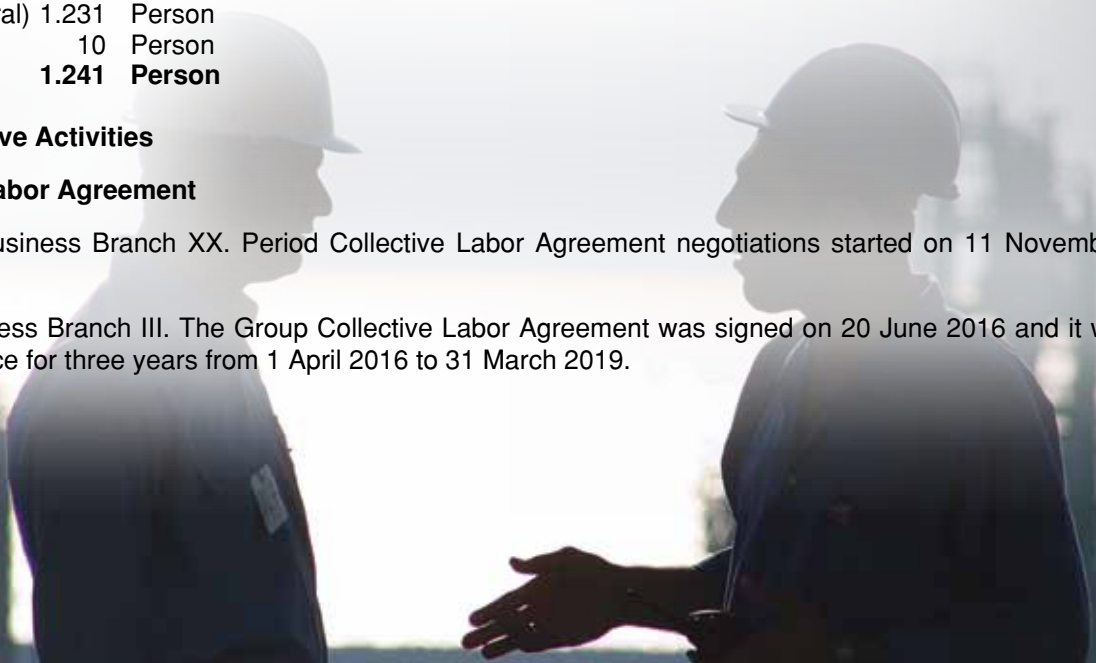 ral) 1.231 Person
10 Person
1.241 Person
ve Activities
abor Agreement
usiness Branch XX. Period Collective Labor Agreement negotiations started on 11 Novemb
ess Branch III. The Group Collective Labor Agreement was signed on 20 June 2016 and it w
ce for three years from 1 April 2016 to 31 March 2019.